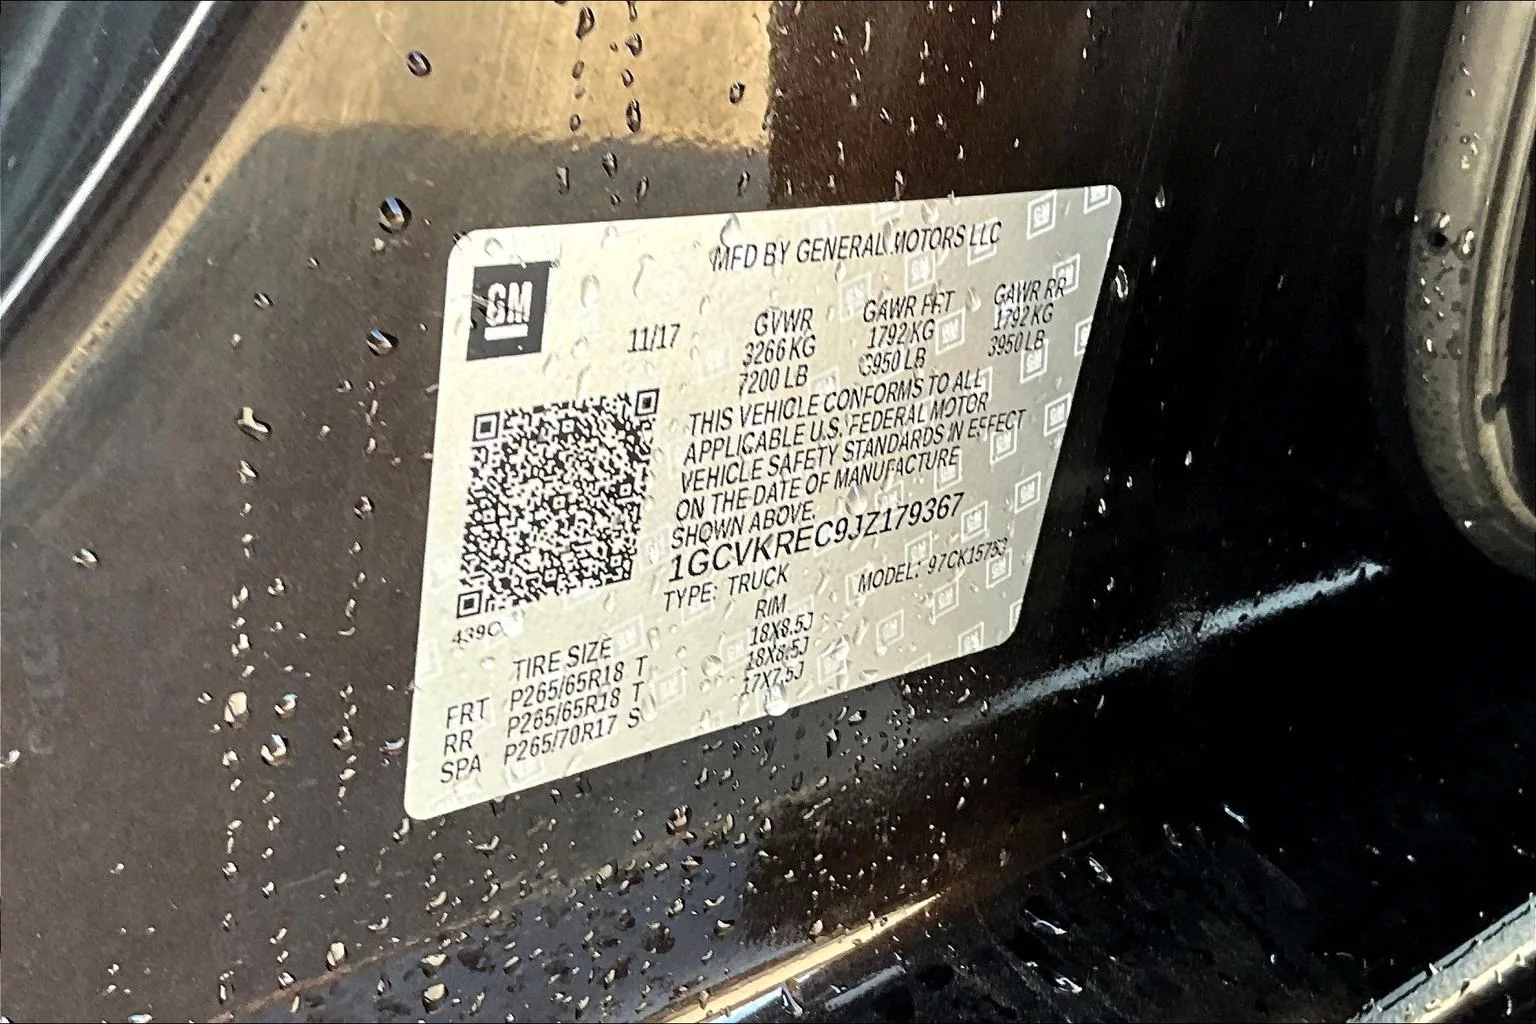 MFD BY GENERAL MOTORS LLC
GM
11/17
GVWR GAWR FRT GAWR RR
3266 KG 1792 KG 1792 KG
7200 LB 3950 LB 3950 LB
THIS VEHICLE CONFORMS TO ALL
APPLICABLE U.S. FEDERAL MOTOR
VEHICLE SAFETY STANDARDS IN EFFECT
ON THE DATE OF MANUFACTURE
SHOWN ABOVE.
1GCVKREC9JZ179367
TYPE: TRUCK MODEL: 97CK15753
TIRE SIZE RIM
FRT P265/65R18 T 18X8.5J
RR P265/65R18 T 18X8.5J
SPA P265/70R17 S 17X7.5J